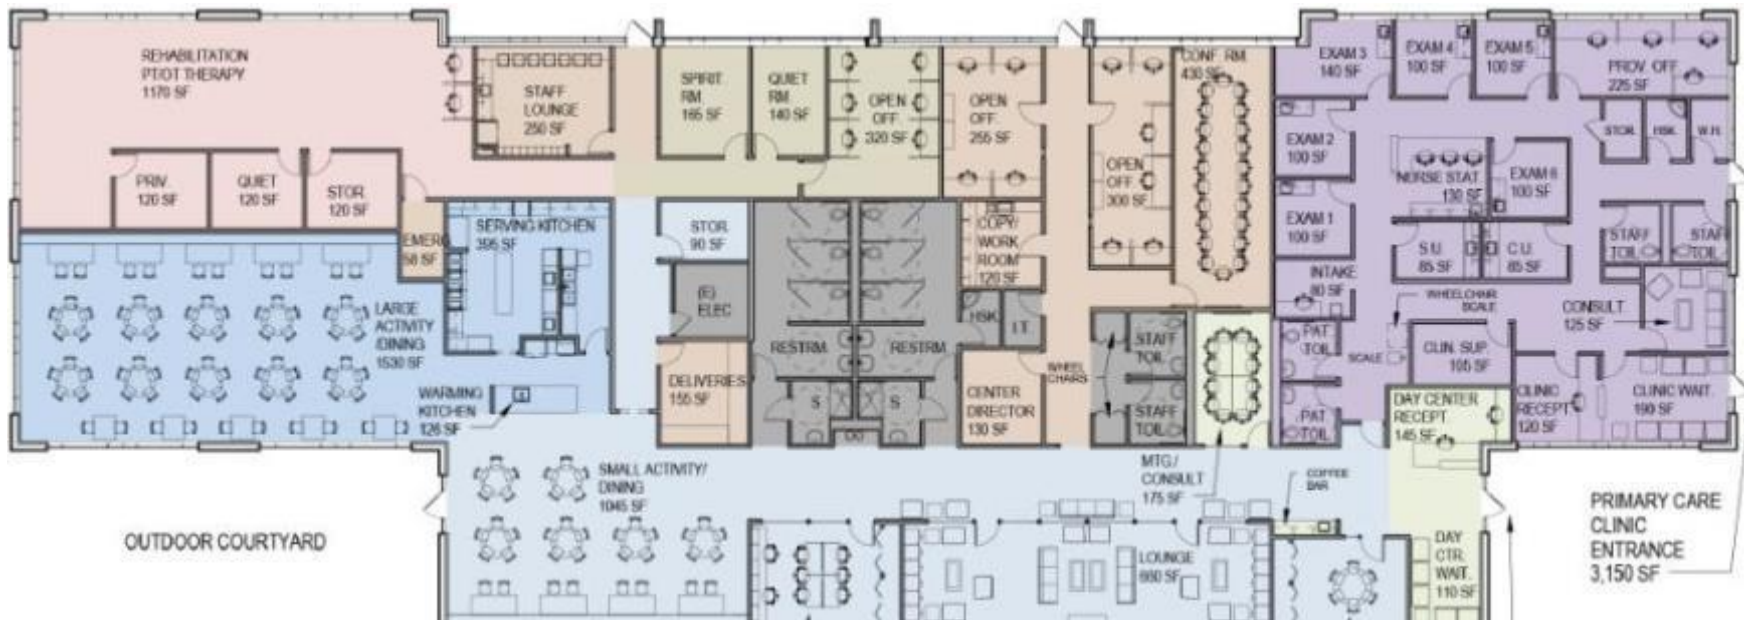 REHABILITATION
PT/OT THERAPY
1170 SF
STAFF
LOUNGE
250 SF
SPIRIT.
RM
165 SF
QUIET
RM
140 SF
OPEN
OFF.
320 SF
OPEN
OFF.
255 SF
OPEN
OFF.
300 SF
CONF. RM.
430 SF
EXAM 3
140 SF
EXAM 4
100 SF
EXAM 5
100 SF
PROV. OFF
225 SF
EXAM 2
100 SF
STOR.
HSK.
W.H.
NURSE STAT.
130 SF
EXAM 6
100 SF
PRIV.
120 SF
QUIET
120 SF
STOR.
120 SF
EXAM 1
100 SF
S.U.
85 SF
C.U.
85 SF
STAFF
TOIL.
STAFF
TOIL.
EMERG
58 SF
SERVING KITCHEN
395 SF
STOR.
90 SF
COPY/
WORK
ROOM
120 SF
INTAKE
80 SF
WHEELCHAIR
SCALE
CONSULT.
125 SF
LARGE
ACTIVITY
/DINING
1530 SF
(E)
ELEC
HSK
I.T.
RESTRM.
RESTRM.
WHEEL
CHAIRS
STAFF
TOIL.
PAT
TOIL.
SCALE
CLIN. SUP.
105 SF
WARMING
KITCHEN
126 SF
DELIVERIES
155 SF
S
S
CENTER
DIRECTOR
130 SF
STAFF
TOIL.
PAT
TOIL.
DAY CENTER
RECEPT.
145 SF
CLINIC
RECEPT.
120 SF
CLINIC WAIT.
190 SF
SMALL ACTIVITY/
DINING
1045 SF
MTG./
CONSULT
175 SF
COFFEE
BAR
OUTDOOR COURTYARD
LOUNGE
660 SF
DAY
CTR.
WAIT.
110 SF
PRIMARY CARE
CLINIC
ENTRANCE
3,150 SF